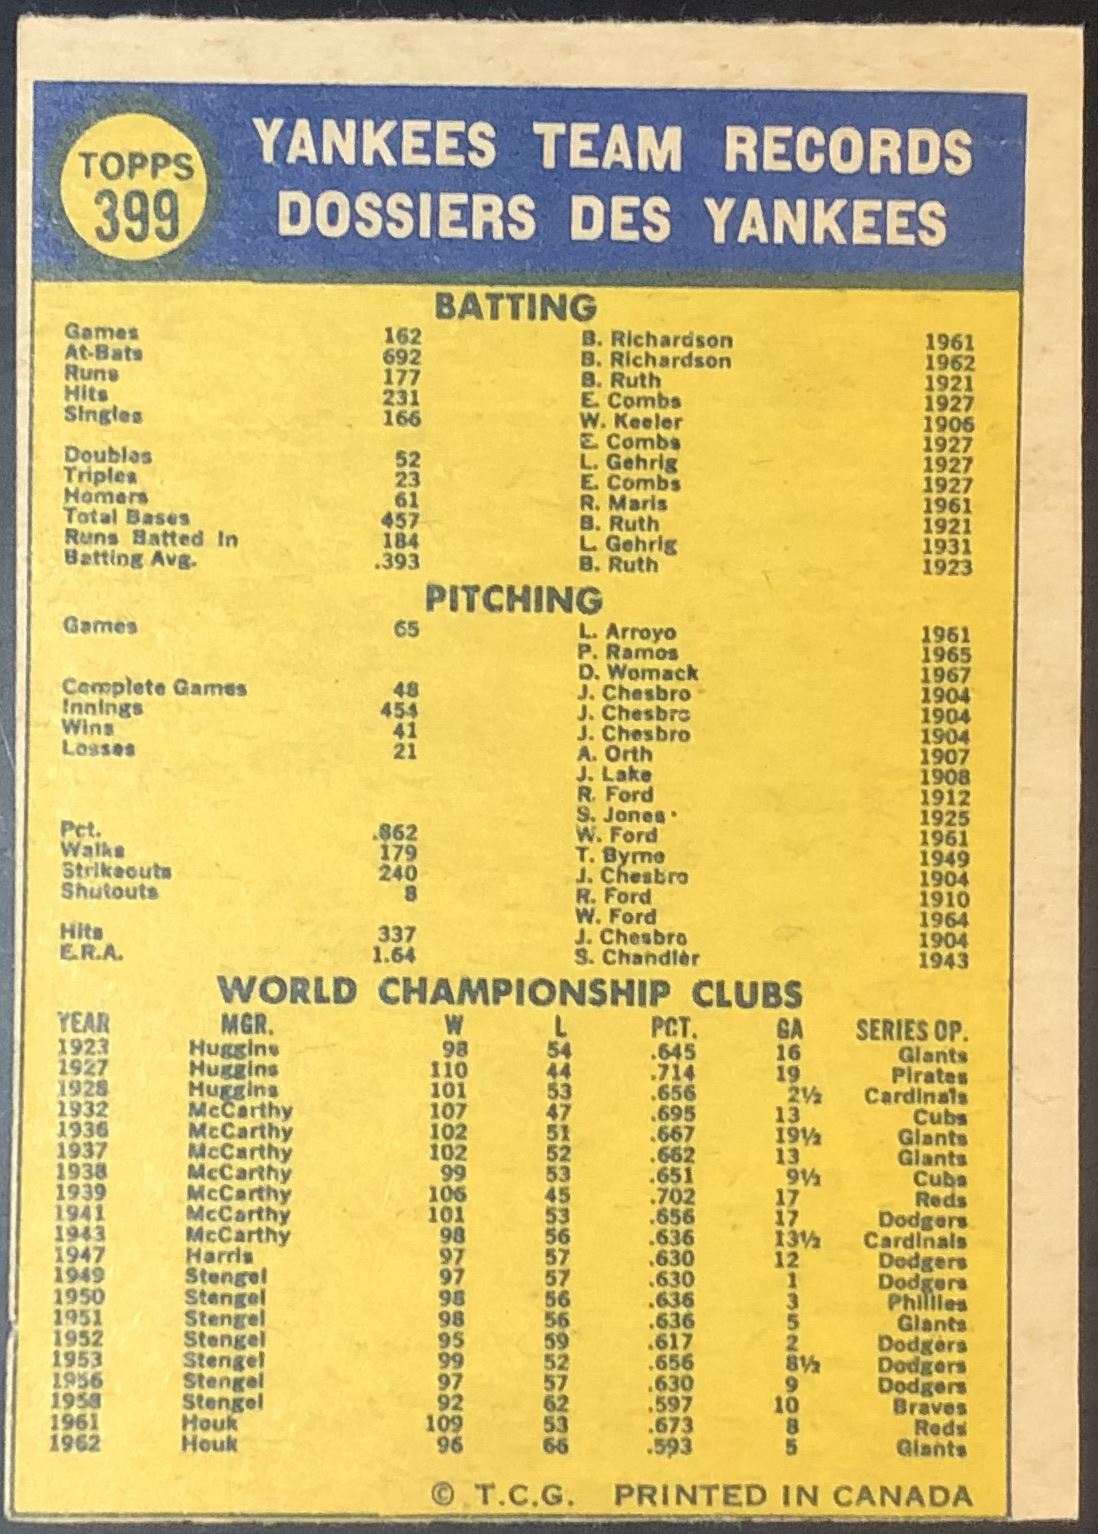 TOPPS
399
YANKEES TEAM RECORDS
DOSSIERS DES YANKEES
BATTING
Games 162 B. Richardson 1961
At-Bats 692 B. Richardson 1962
Runs 177 B. Ruth 1921
Hits 231 E. Combs 1927
Singles 166 W. Keeler 1906
E. Combs 1927
Doubles 52 L. Gehrig 1927
Triples 23 E. Combs 1927
Homers 61 R. Maris 1961
Total Bases 457 B. Ruth 1921
Runs Batted In 184 L. Gehrig 1931
Batting Avg. .393 B. Ruth 1923
PITCHING
Games 65 L. Arroyo 1961
P. Ramos 1965
D. Womack 1967
Complete Games 48 J. Chesbro 1904
Innings 454 J. Chesbro 1904
Wins 41 J. Chesbro 1904
Losses 21 A. Orth 1907
J. Lake 1908
R. Ford 1912
S. Jones 1925
Pct. .862 W. Ford 1961
Walks 179 T. Byrne 1949
Strikeouts 240 J. Chesbro 1904
Shutouts 8 R. Ford 1910
W. Ford 1964
Hits 337 J. Chesbro 1904
E.R.A. 1.64 S. Chandler 1943
WORLD CHAMPIONSHIP CLUBS
YEAR MGR. W L PCT. GA SERIES OP.
1923 Huggins 98 54 .645 16 Giants
1927 Huggins 110 44 .714 19 Pirates
1928 Huggins 101 53 .656 2½ Cardinals
1932 McCarthy 107 47 .695 13 Cubs
1936 McCarthy 102 51 .667 19½ Giants
1937 McCarthy 102 52 .662 13 Giants
1938 McCarthy 99 53 .651 9½ Cubs
1939 McCarthy 106 45 .702 17 Reds
1941 McCarthy 101 53 .656 17 Dodgers
1943 McCarthy 98 56 .636 13½ Cardinals
1947 Harris 97 57 .630 12 Dodgers
1949 Stengel 97 57 .630 1 Dodgers
1950 Stengel 98 56 .636 3 Phillies
1951 Stengel 98 56 .636 5 Giants
1952 Stengel 95 59 .617 2 Dodgers
1953 Stengel 99 52 .656 8½ Dodgers
1956 Stengel 97 57 .630 9 Dodgers
1958 Stengel 92 62 .597 10 Braves
1961 Houk 109 53 .673 8 Reds
1962 Houk 96 66 .593 5 Giants
© T.C.G. PRINTED IN CANADA